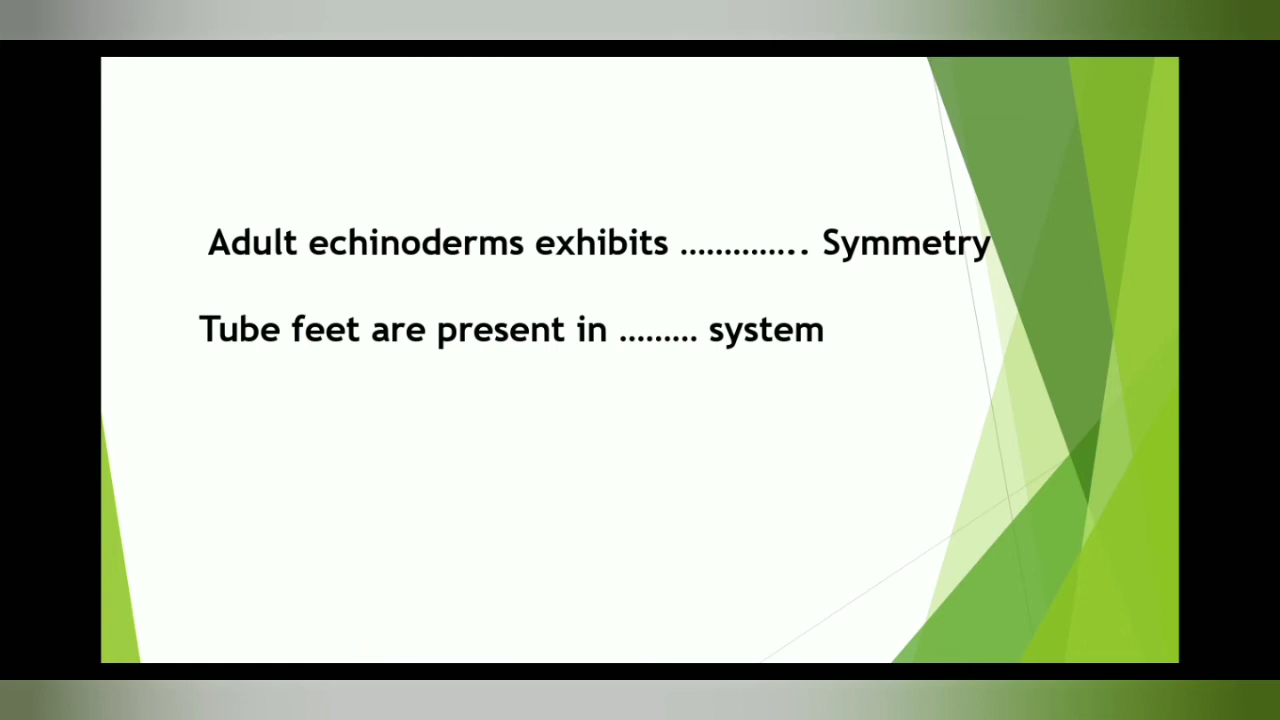 Adult echinoderms exhibits ………….. Symmetry
Tube feet are present in ……… system